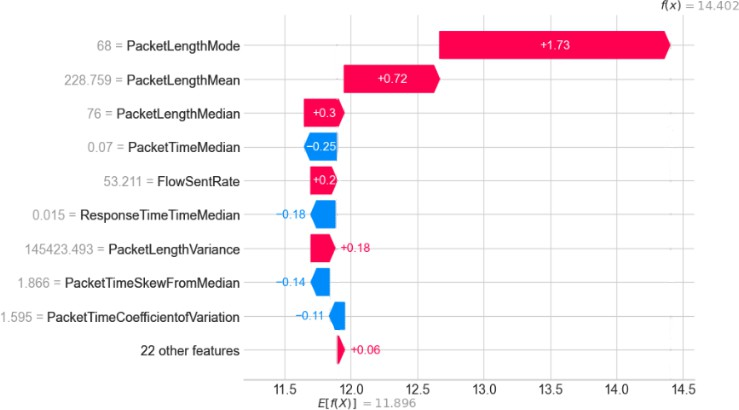 f(x) = 14.402
68 = PacketLengthMode
+1.73
228.759 = PacketLengthMean
+0.72
76 = PacketLengthMedian
+0.3
0.07 = PacketTimeMedian
−0.25
53.211 = FlowSentRate
+0.2
0.015 = ResponseTimeTimeMedian
−0.18
145423.493 = PacketLengthVariance
+0.18
1.866 = PacketTimeSkewFromMedian
−0.14
1.595 = PacketTimeCoefficientofVariation
−0.11
22 other features
+0.06
11.5 12.0 12.5 13.0 13.5 14.0 14.5
E[f(X)] = 11.896